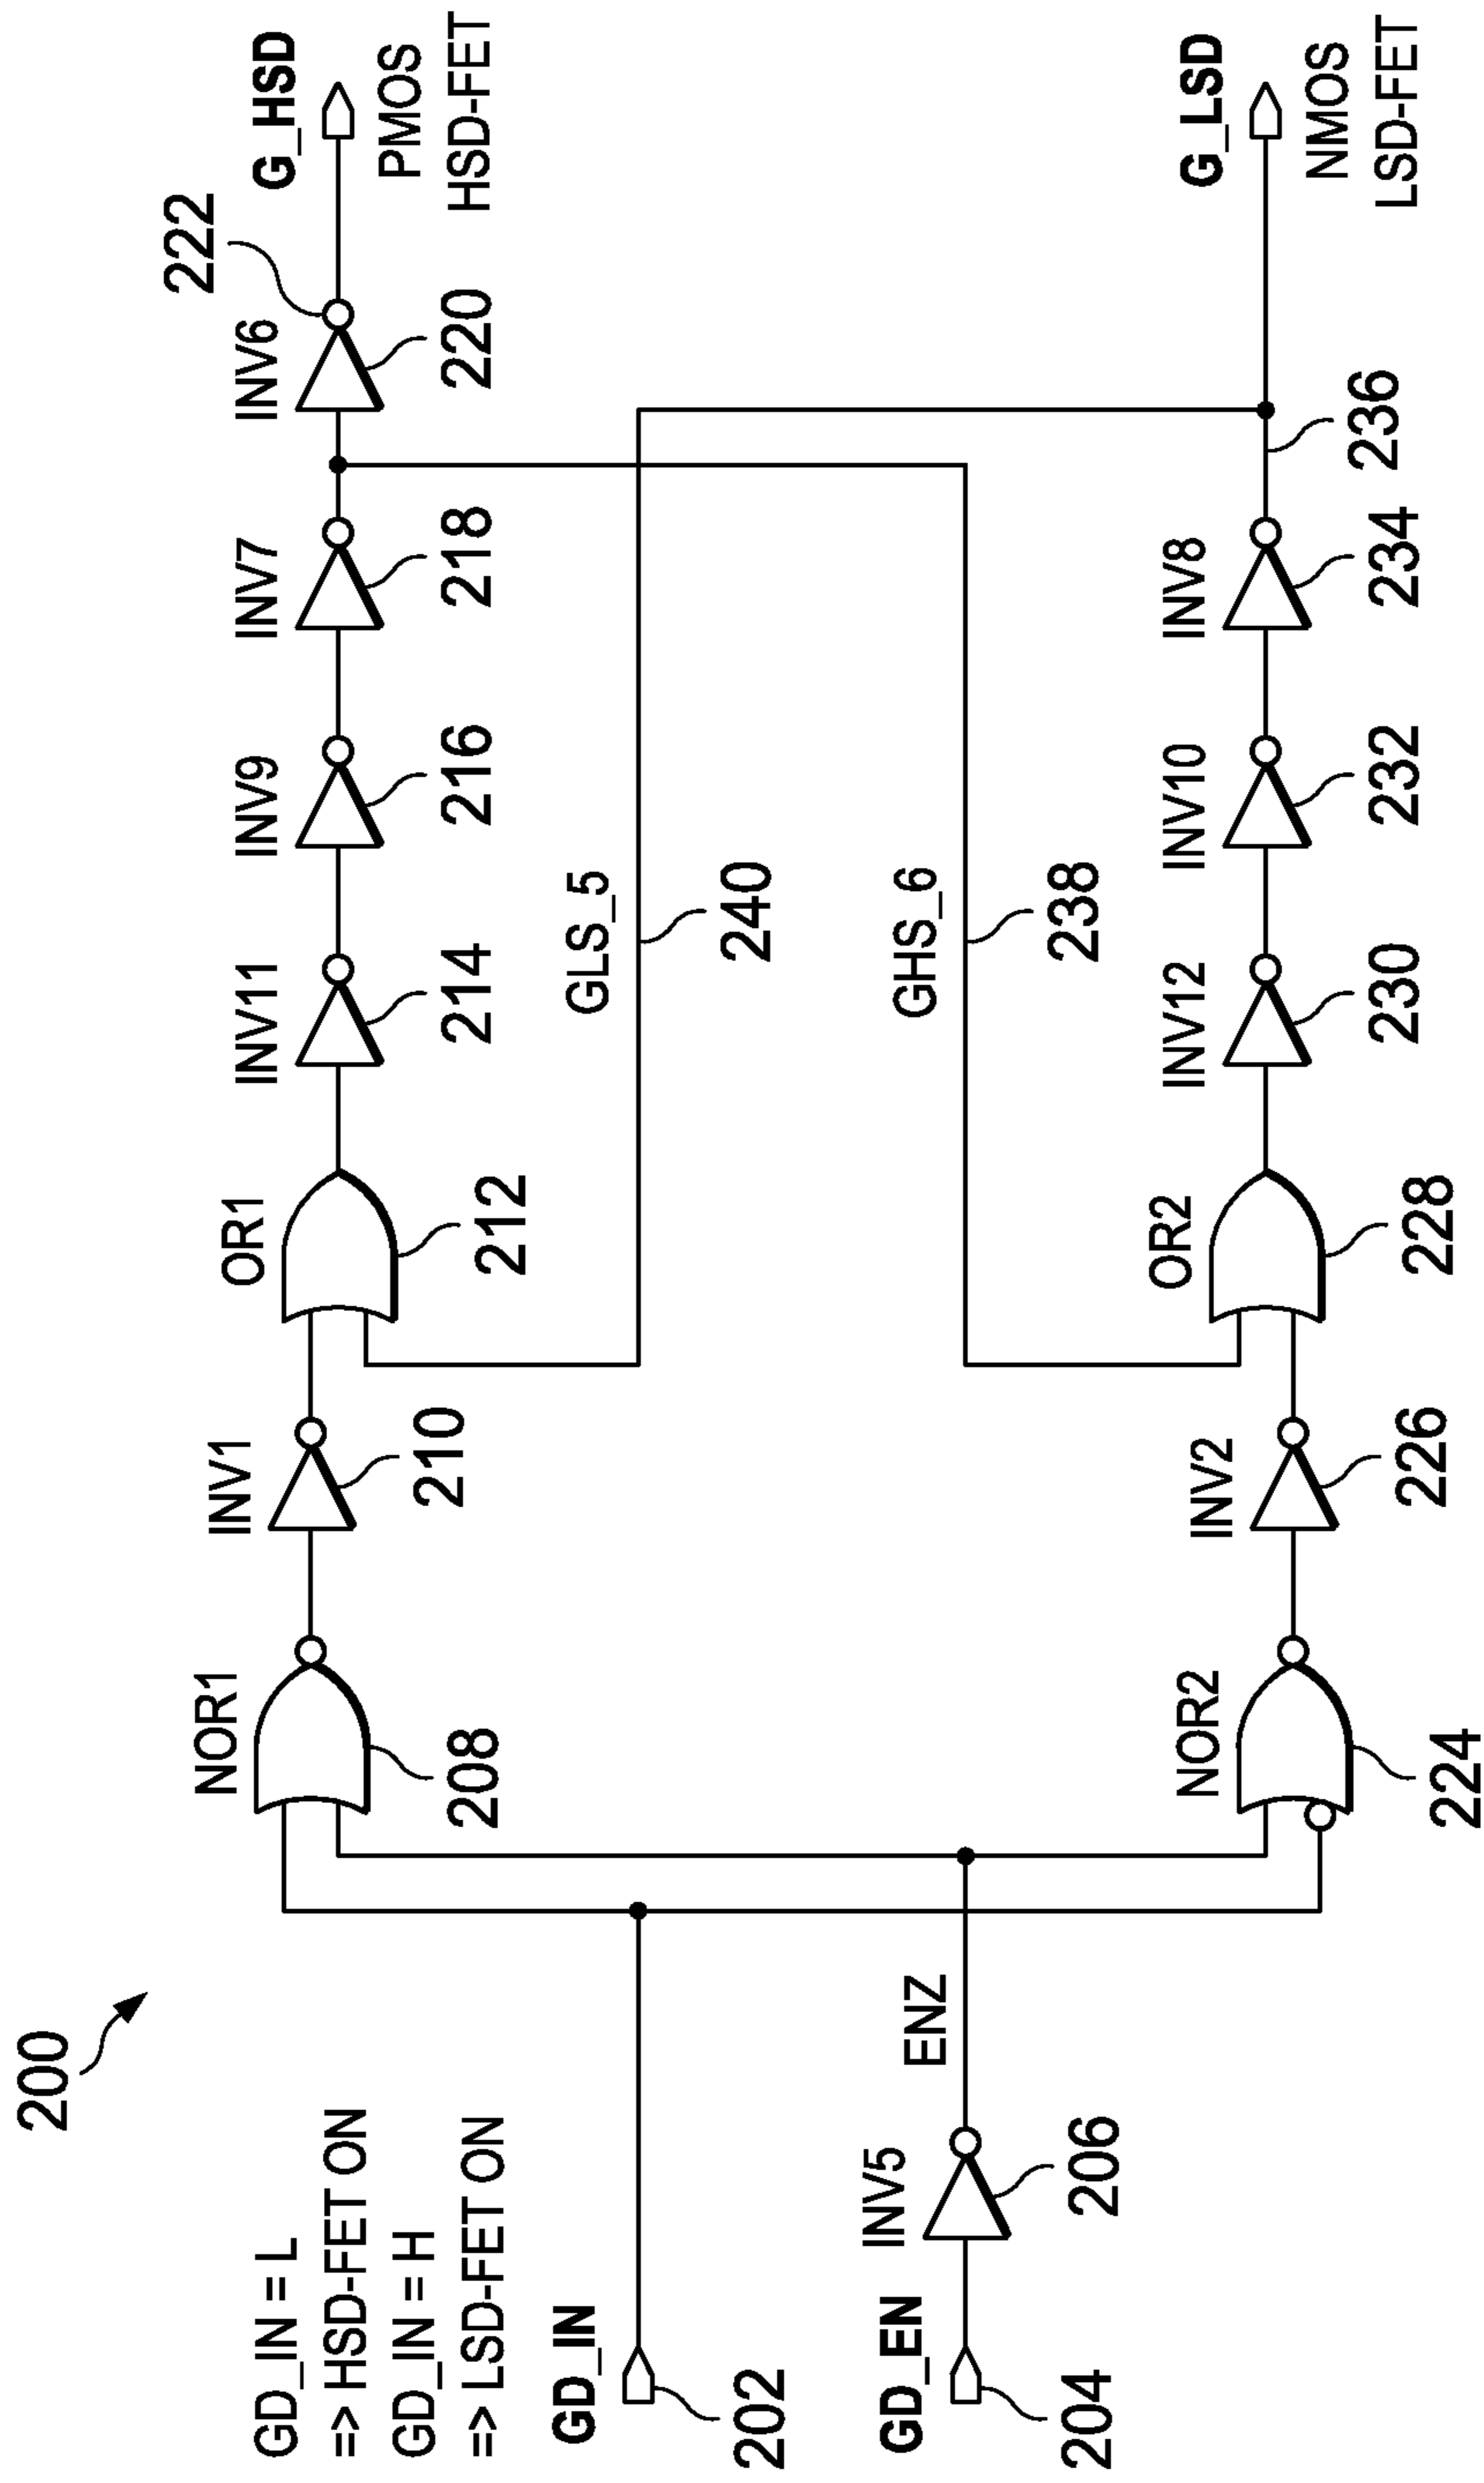 200
GD_IN = L
=> HSD-FET ON
GD_IN = H
=> LSD-FET ON
GD_IN
202
GD_EN
204
INV5
206
ENZ
NOR1
208
INV1
210
OR1
212
INV11
214
INV9
216
INV7
218
INV6
220
222
G_HSD
PMOS
HSD-FET
GLS_5
240
GHS_6
238
NOR2
224
INV2
226
OR2
228
INV12
230
INV10
232
INV8
234
236
G_LSD
NMOS
LSD-FET